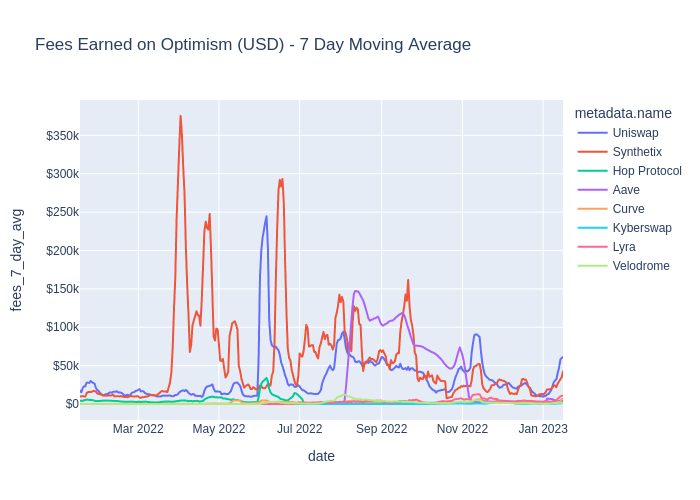 Fees Earned on Optimism (USD) - 7 Day Moving Average
metadata.name
Uniswap
Synthetix
Hop Protocol
Aave
Curve
Kyberswap
Lyra
Velodrome
fees_7_day_avg
$350k
$300k
$250k
$200k
$150k
$100k
$50k
$0
Mar 2022
May 2022
Jul 2022
Sep 2022
Nov 2022
Jan 2023
date